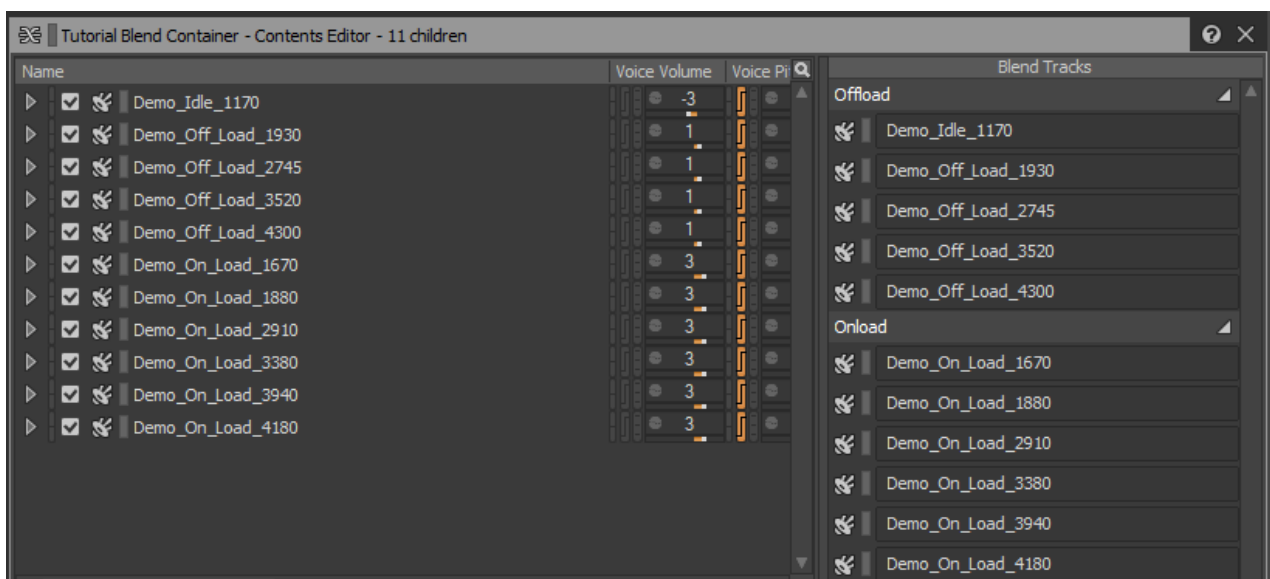 Tutorial Blend Container - Contents Editor - 11 children
Name Voice Volume Voice Pi
Demo_Idle_1170 -3
Demo_Off_Load_1930 1
Demo_Off_Load_2745 1
Demo_Off_Load_3520 1
Demo_Off_Load_4300 1
Demo_On_Load_1670 3
Demo_On_Load_1880 3
Demo_On_Load_2910 3
Demo_On_Load_3380 3
Demo_On_Load_3940 3
Demo_On_Load_4180 3
Blend Tracks
Offload
Demo_Idle_1170
Demo_Off_Load_1930
Demo_Off_Load_2745
Demo_Off_Load_3520
Demo_Off_Load_4300
Onload
Demo_On_Load_1670
Demo_On_Load_1880
Demo_On_Load_2910
Demo_On_Load_3380
Demo_On_Load_3940
Demo_On_Load_4180